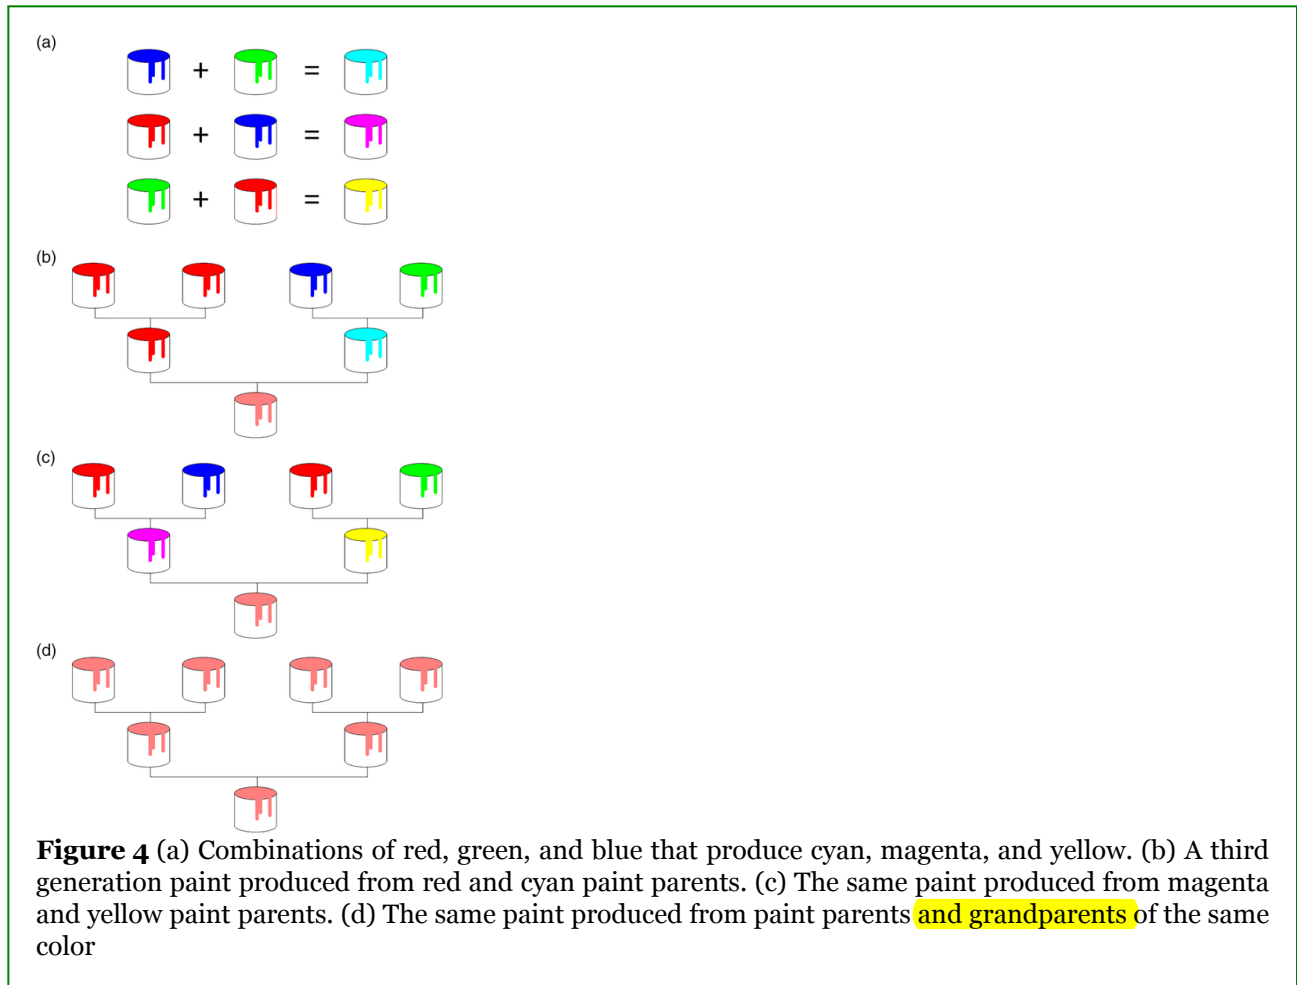 (a)
+ =
+ =
+ =
(b)
(c)
(d)
Figure 4 (a) Combinations of red, green, and blue that produce cyan, magenta, and yellow. (b) A third
generation paint produced from red and cyan paint parents. (c) The same paint produced from magenta
and yellow paint parents. (d) The same paint produced from paint parents and grandparents of the same
color